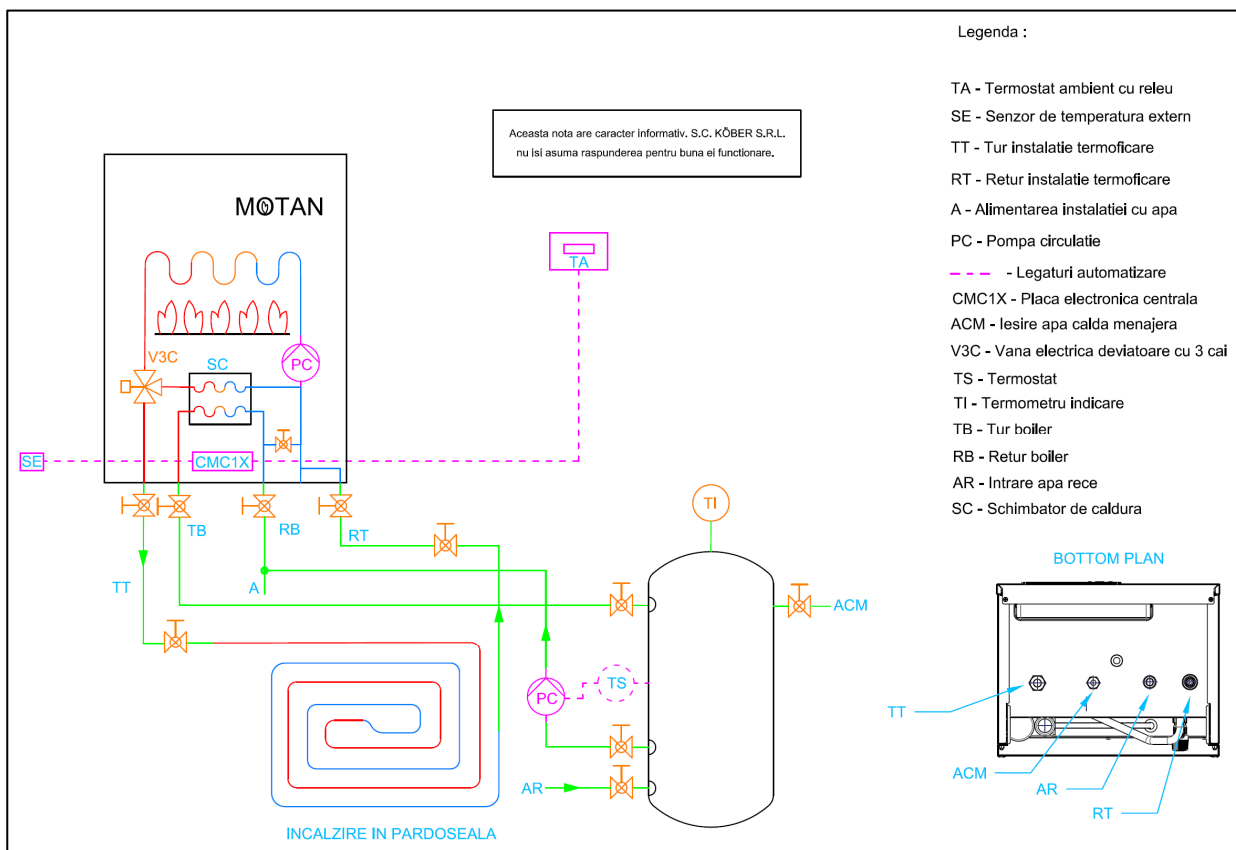 Legenda :
TA - Termostat ambient cu releu
SE - Senzor de temperatura extern
TT - Tur instalatie termoficare
RT - Retur instalatie termoficare
A - Alimentarea instalatiei cu apa
PC - Pompa circulatie
- Legaturi automatizare
CMC1X - Placa electronica centrala
ACM - Iesire apa calda menajera
V3C - Vana electrica deviatoare cu 3 cai
TS - Termostat
TI - Termometru indicare
TB - Tur boiler
RB - Retur boiler
AR - Intrare apa rece
SC - Schimbator de caldura
Aceasta nota are caracter informativ. S.C. KÖBER S.R.L.
nu isi asuma raspunderea pentru buna ei functionare.
MOTAN
TA
V3C
SC
PC
SE
CMC1X
TB
RB
RT
TT
A
TI
ACM
PC
TS
AR
INCALZIRE IN PARDOSEALA
BOTTOM PLAN
TT
ACM
AR
RT